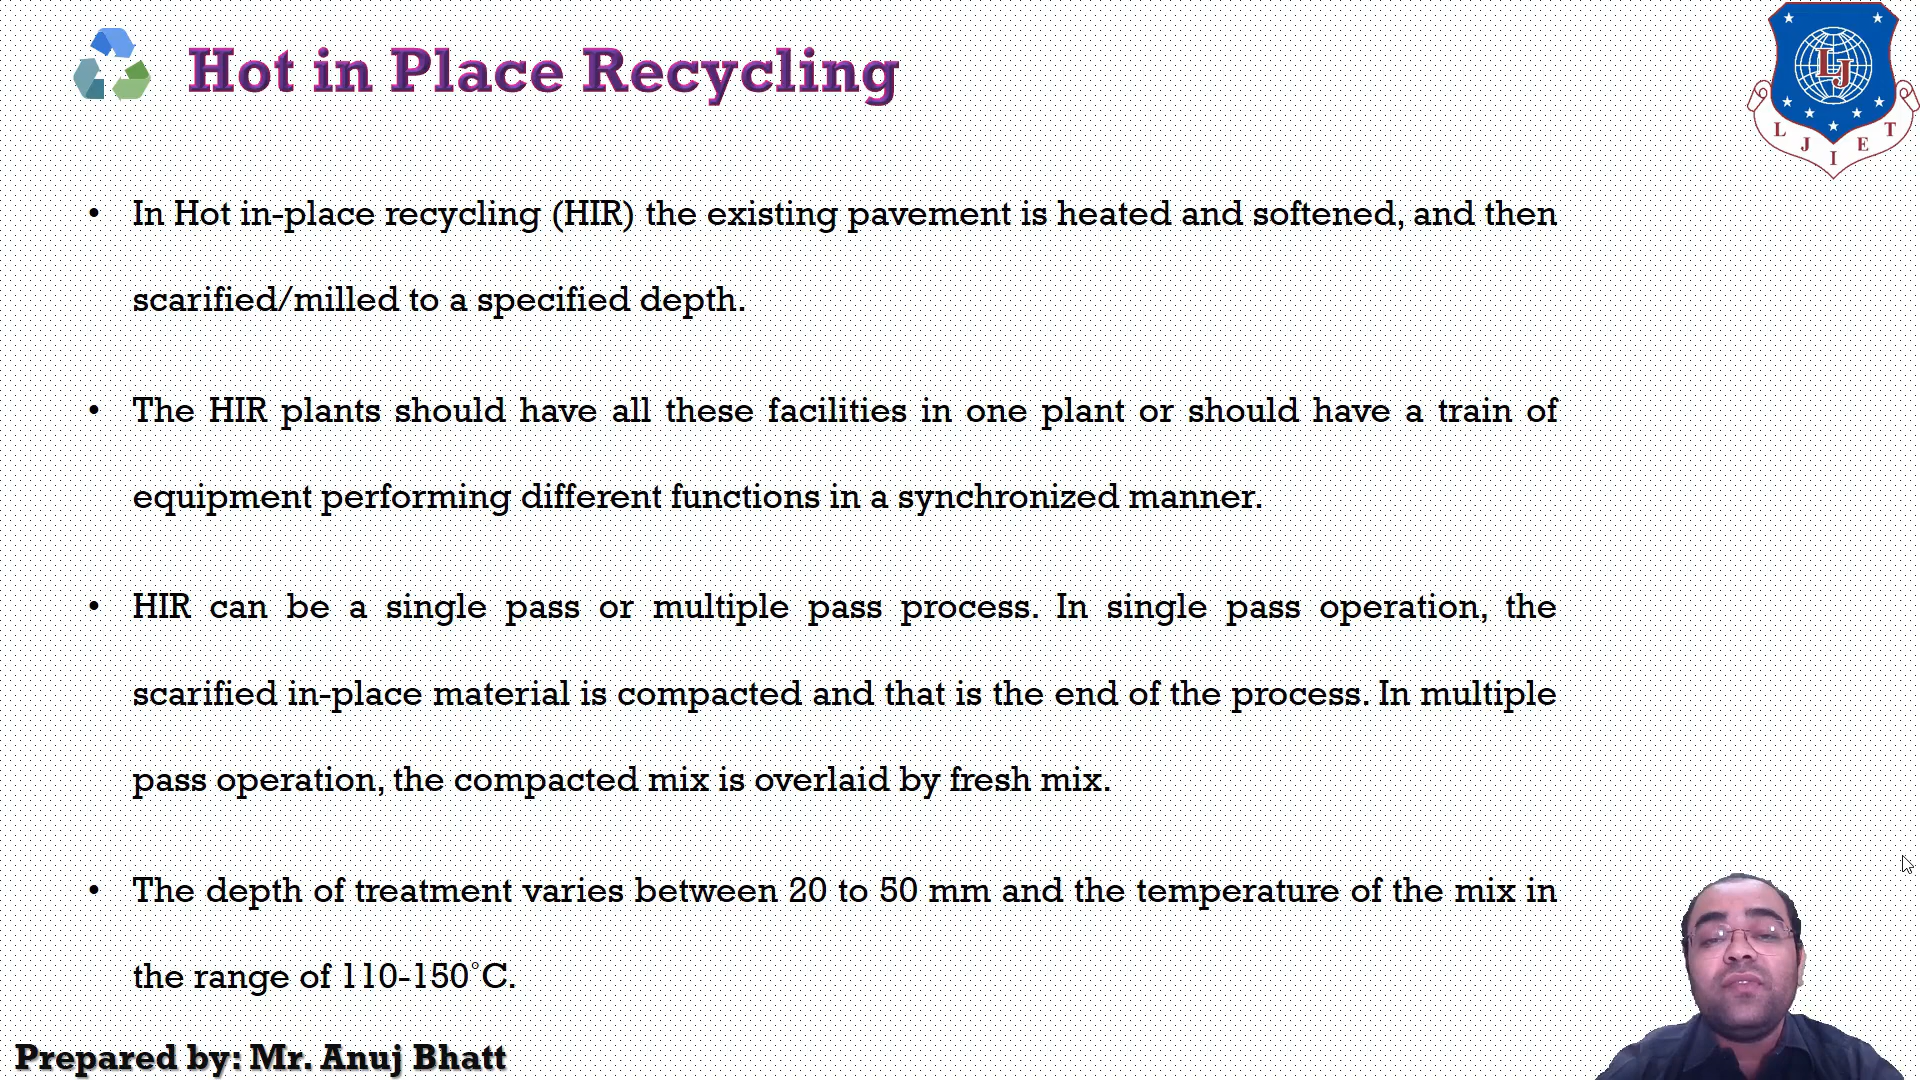 Hot in Place Recycling
LJ
L J I E T
• In Hot in-place recycling (HIR) the existing pavement is heated and softened, and then
scarified/milled to a specified depth.
• The HIR plants should have all these facilities in one plant or should have a train of
equipment performing different functions in a synchronized manner.
• HIR can be a single pass or multiple pass process. In single pass operation, the
scarified in-place material is compacted and that is the end of the process. In multiple
pass operation, the compacted mix is overlaid by fresh mix.
• The depth of treatment varies between 20 to 50 mm and the temperature of the mix in
the range of 110-150°C.
Prepared by: Mr. Anuj Bhatt